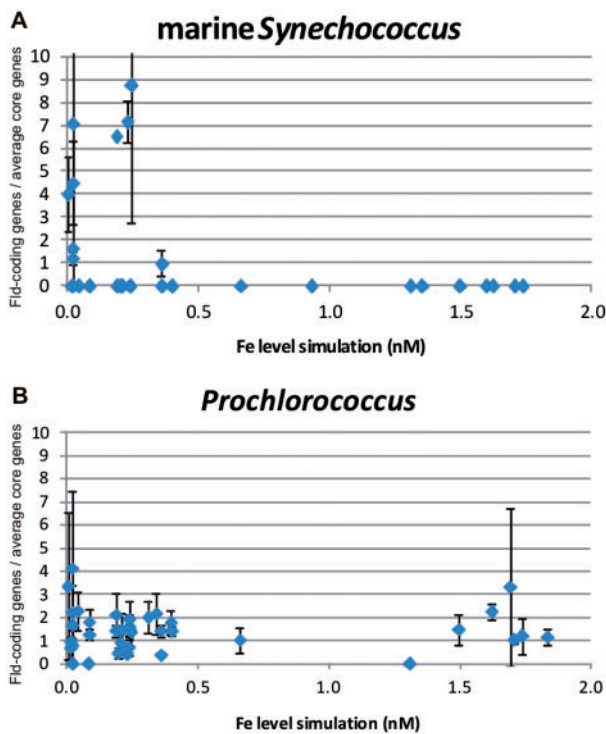 A
marine Synechococcus
Fld-coding genes / average core genes
10
9
8
7
6
5
4
3
2
1
0
0.0 0.5 1.0 1.5 2.0
Fe level simulation (nM)
B
Prochlorococcus
Fld-coding genes / average core genes
10
9
8
7
6
5
4
3
2
1
0
0.0 0.5 1.0 1.5 2.0
Fe level simulation (nM)